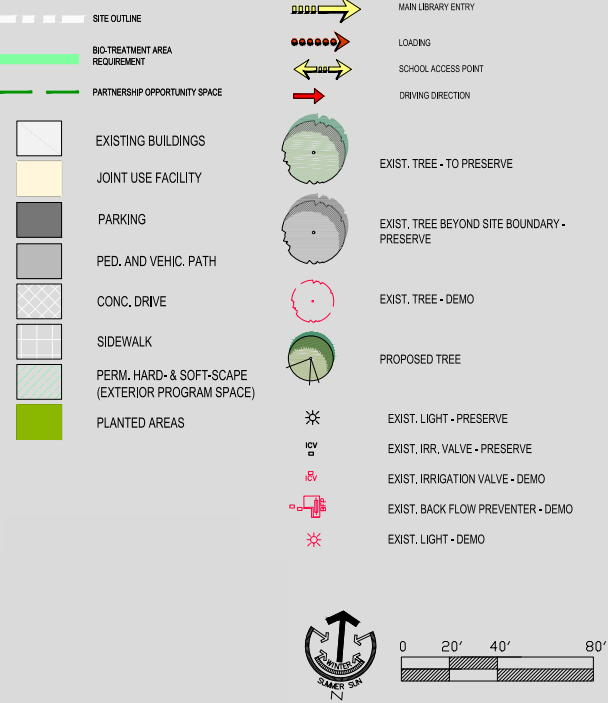 SITE OUTLINE
BIO-TREATMENT AREA
REQUIREMENT
PARTNERSHIP OPPORTUNITY SPACE
EXISTING BUILDINGS
JOINT USE FACILITY
PARKING
PED. AND VEHIC. PATH
CONC. DRIVE
SIDEWALK
PERM. HARD- & SOFT-SCAPE
(EXTERIOR PROGRAM SPACE)
PLANTED AREAS
MAIN LIBRARY ENTRY
LOADING
SCHOOL ACCESS POINT
DRIVING DIRECTION
EXIST. TREE - TO PRESERVE
EXIST. TREE BEYOND SITE BOUNDARY -
PRESERVE
EXIST. TREE - DEMO
PROPOSED TREE
EXIST. LIGHT - PRESERVE
ICV
EXIST. IRR. VALVE - PRESERVE
ICV
EXIST. IRRIGATION VALVE - DEMO
EXIST. BACK FLOW PREVENTER - DEMO
EXIST. LIGHT - DEMO
WINTER
SUMMER SUN
N
0 20' 40' 80'